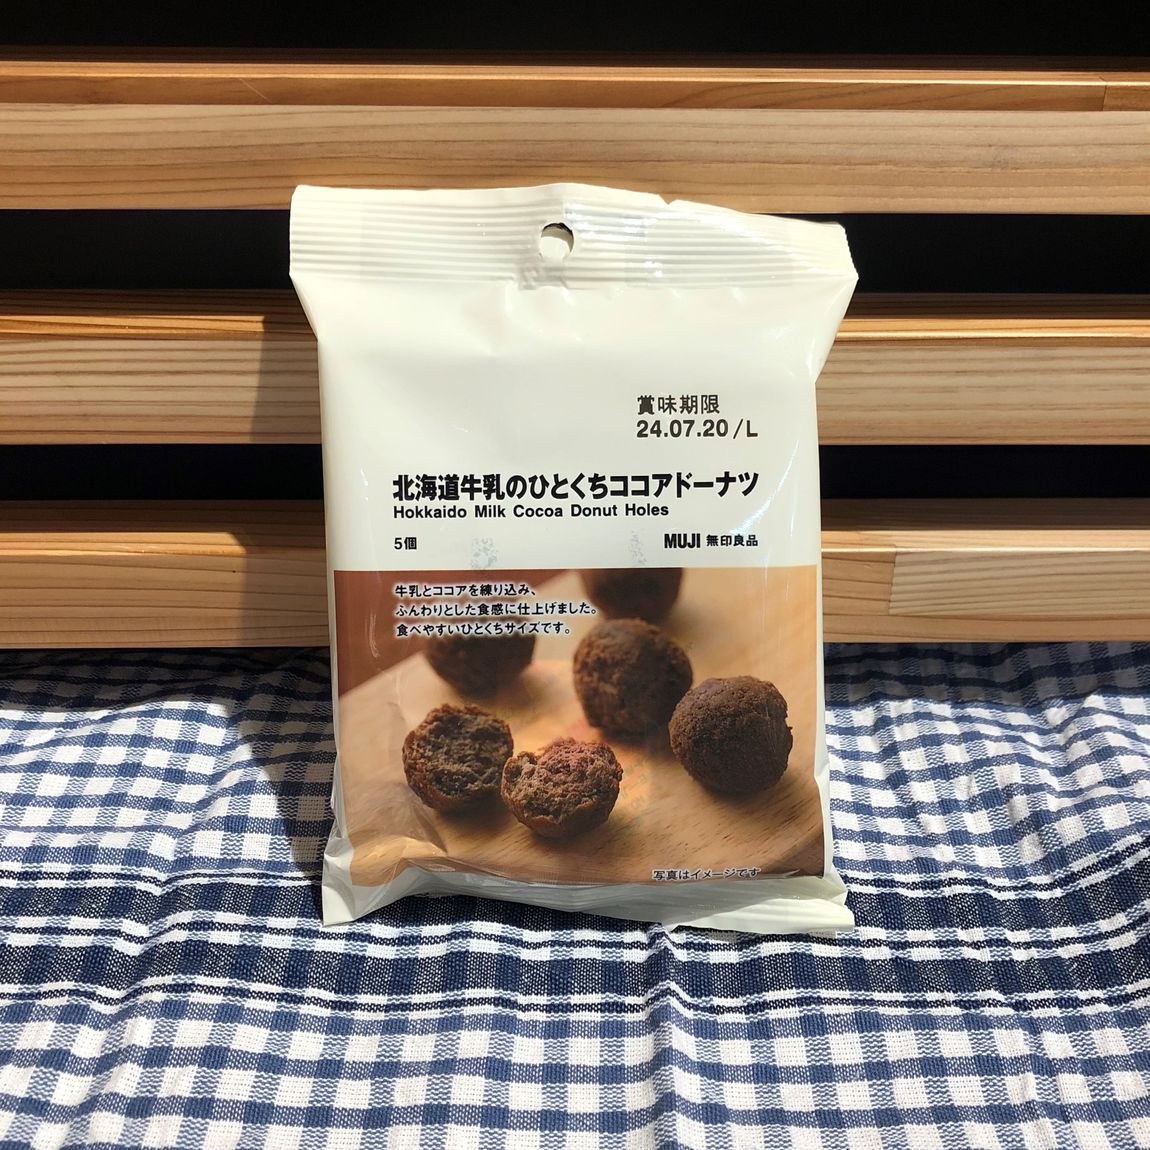 賞味期限
24.07.20/L
北海道牛乳のひとくちココアドーナツ
Hokkaido Milk Cocoa Donut Holes
5個
MUJI 無印良品
牛乳とココアを練り込み、
ふんわりとした食感に仕上げました。
食べやすいひとくちサイズです。
写真はイメージです